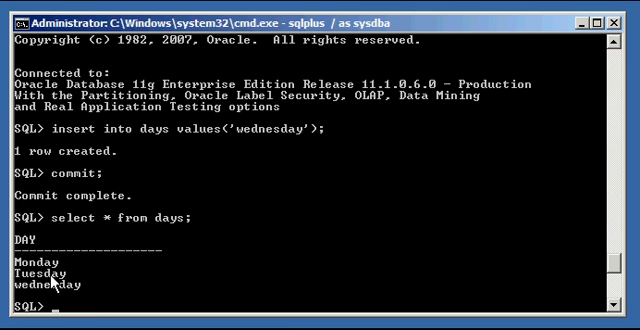 Administrator: C:\Windows\system32\cmd.exe - sqlplus / as sysdba
Copyright (c) 1982, 2007, Oracle.  All rights reserved.
Connected to:
Oracle Database 11g Enterprise Edition Release 11.1.0.6.0 - Production
With the Partitioning, Oracle Label Security, OLAP, Data Mining
and Real Application Testing options
SQL> insert into days values('wednesday');
1 row created.
SQL> commit;
Commit complete.
SQL> select * from days;
DAY
--------------------
Monday
Tuesday
wednesday
SQL> _